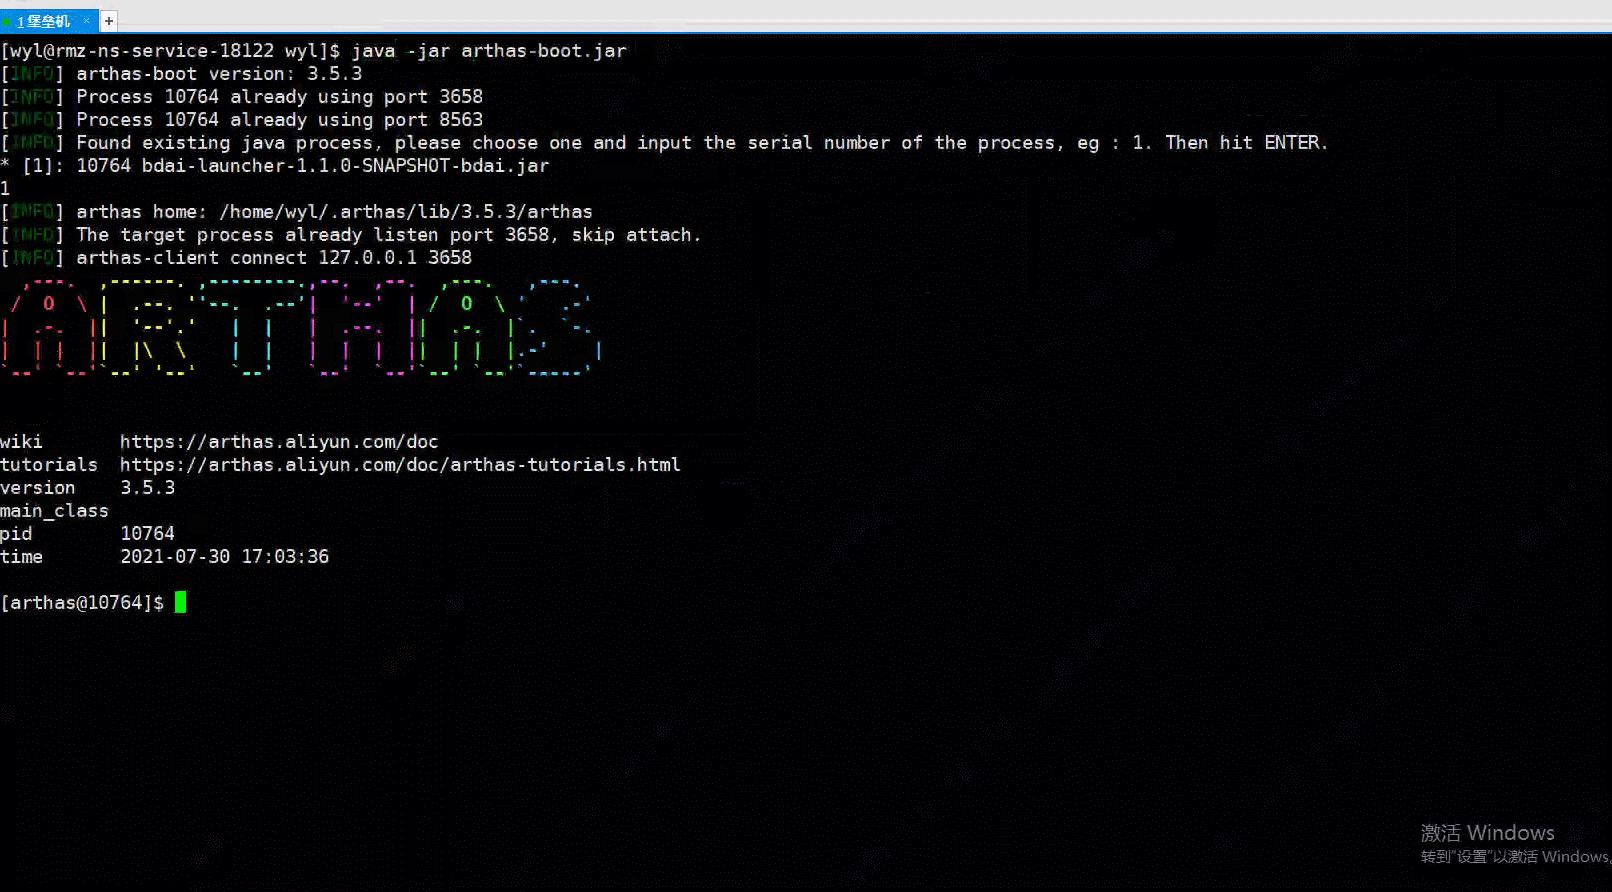 1 堡垒机 × +
[wyl@rmz-ns-service-18122 wyl]$ java -jar arthas-boot.jar
[INFO] arthas-boot version: 3.5.3
[INFO] Process 10764 already using port 3658
[INFO] Process 10764 already using port 8563
[INFO] Found existing java process, please choose one and input the serial number of the process, eg : 1. Then hit ENTER.
* [1]: 10764 bdai-launcher-1.1.0-SNAPSHOT-bdai.jar
1
[INFO] arthas home: /home/wyl/.arthas/lib/3.5.3/arthas
[INFO] The target process already listen port 3658, skip attach.
[INFO] arthas-client connect 127.0.0.1 3658
ARTHAS
wiki https://arthas.aliyun.com/doc
tutorials https://arthas.aliyun.com/doc/arthas-tutorials.html
version 3.5.3
main_class
pid 10764
time 2021-07-30 17:03:36
[arthas@10764]$
激活 Windows
转到"设置"以激活 Windows。